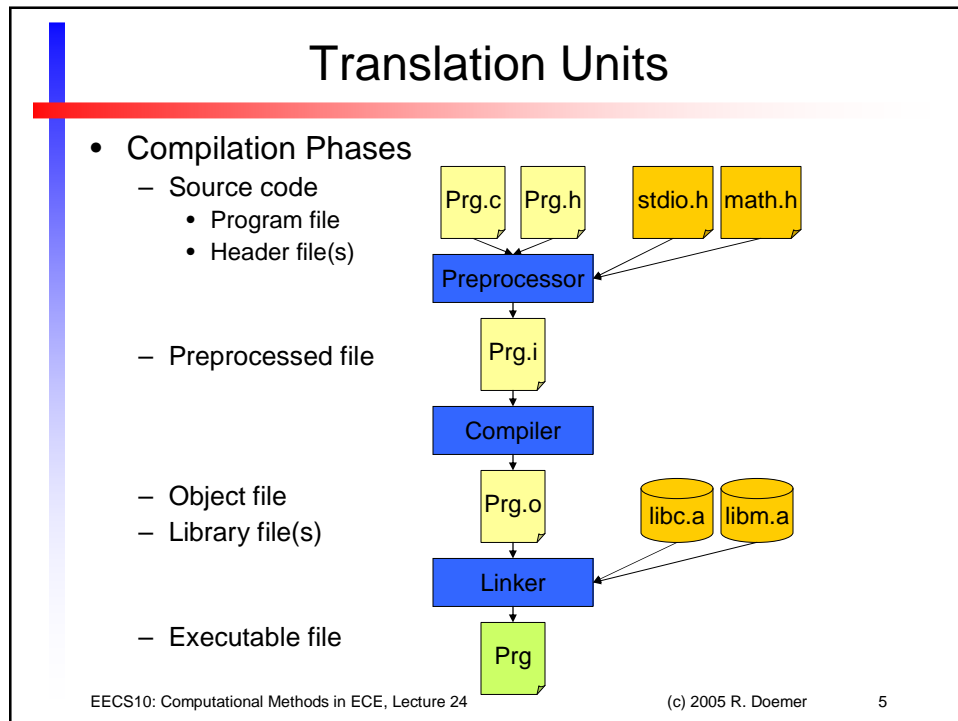 Translation Units
• Compilation Phases
– Source code
• Program file
• Header file(s)
Prg.c Prg.h stdio.h math.h
Preprocessor
– Preprocessed file
Prg.i
Compiler
– Object file
– Library file(s)
Prg.o
libc.a libm.a
Linker
– Executable file
Prg
EECS10: Computational Methods in ECE, Lecture 24 (c) 2005 R. Doemer 5